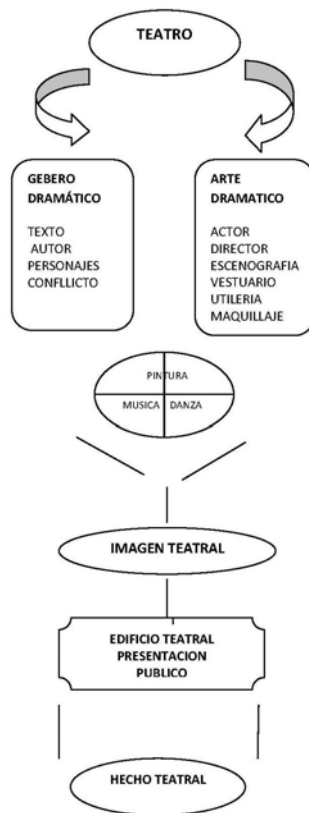 TEATRO
GEBERO
DRAMÁTICO
TEXTO
AUTOR
PERSONAJES
CONFLLICTO
ARTE
DRAMATICO
ACTOR
DIRECTOR
ESCENOGRAFIA
VESTUARIO
UTILERIA
MAQUILLAJE
PINTURA
MUSICA DANZA
IMAGEN TEATRAL
EDIFICIO TEATRAL
PRESENTACION
PUBLICO
HECHO TEATRAL